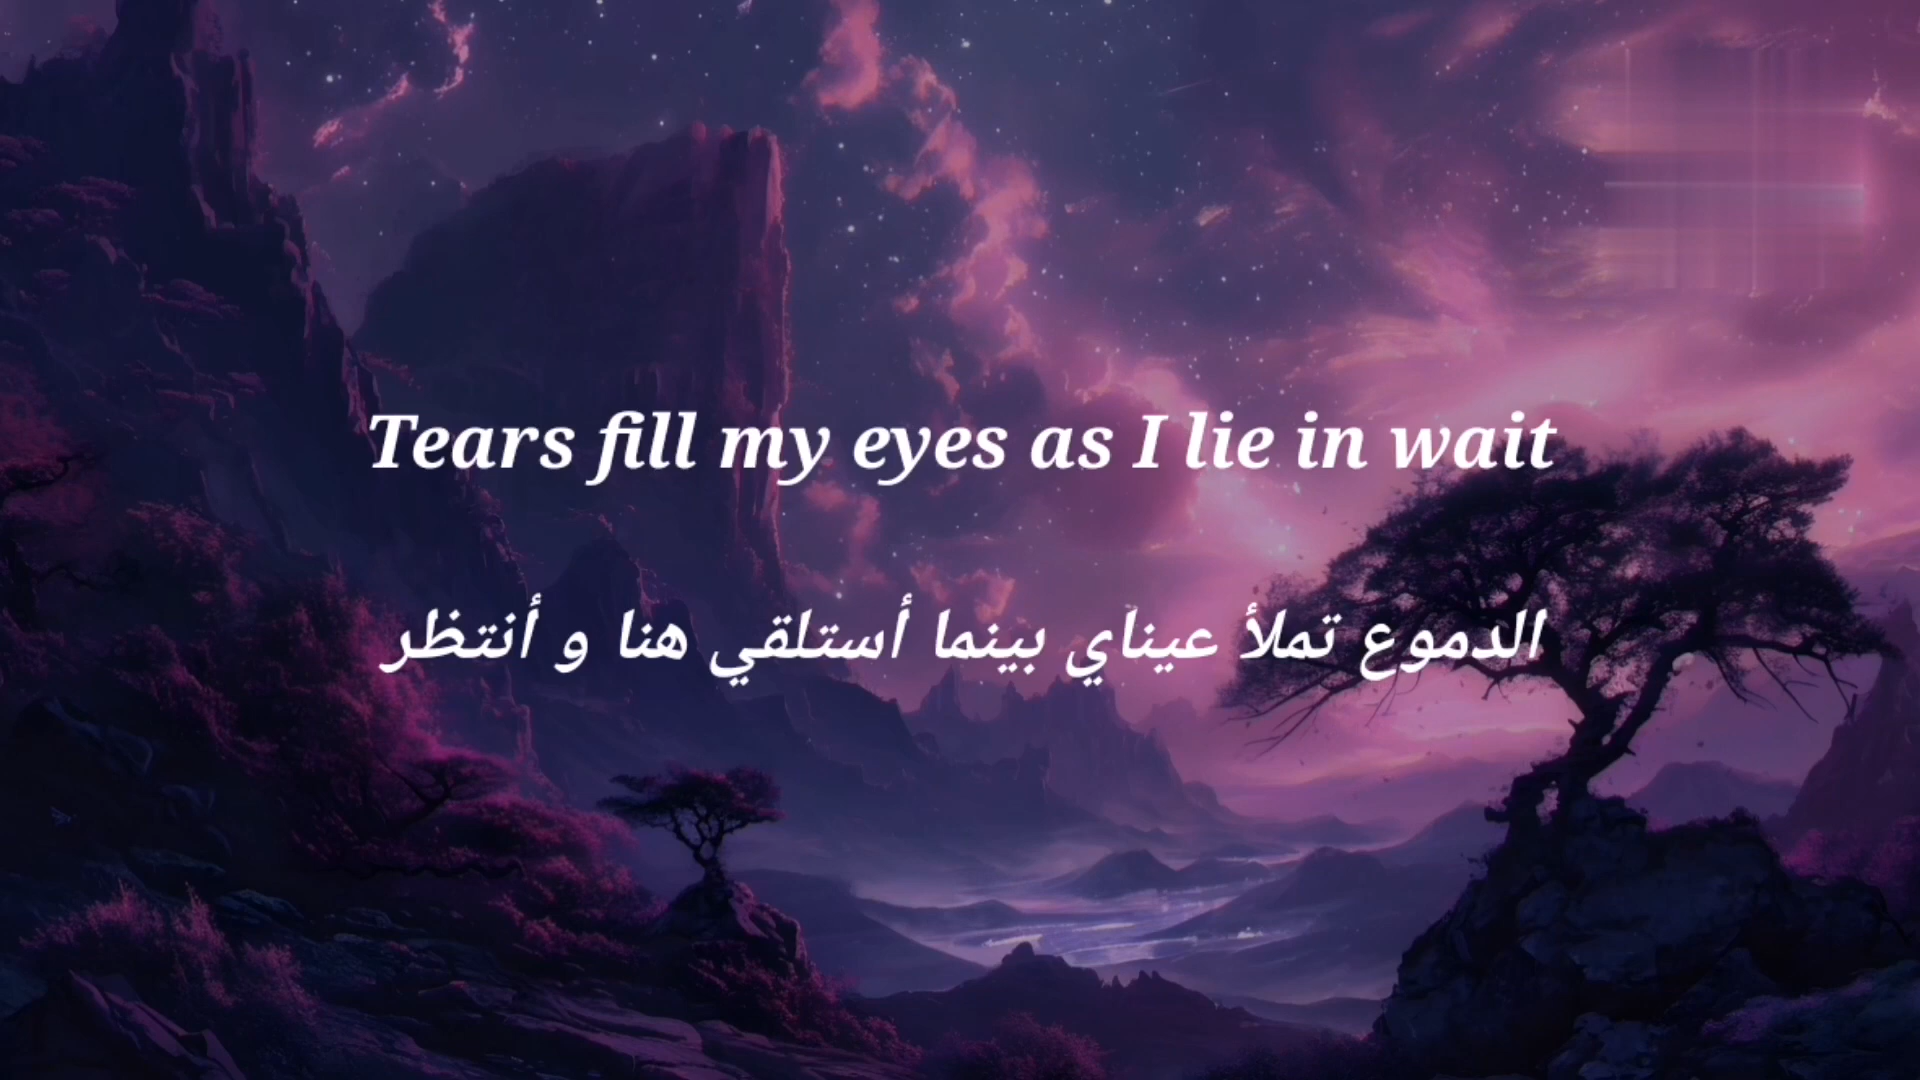 Tears fill my eyes as I lie in wait
الدموع تملأ عيناي بينما أستلقي هنا و أنتظر